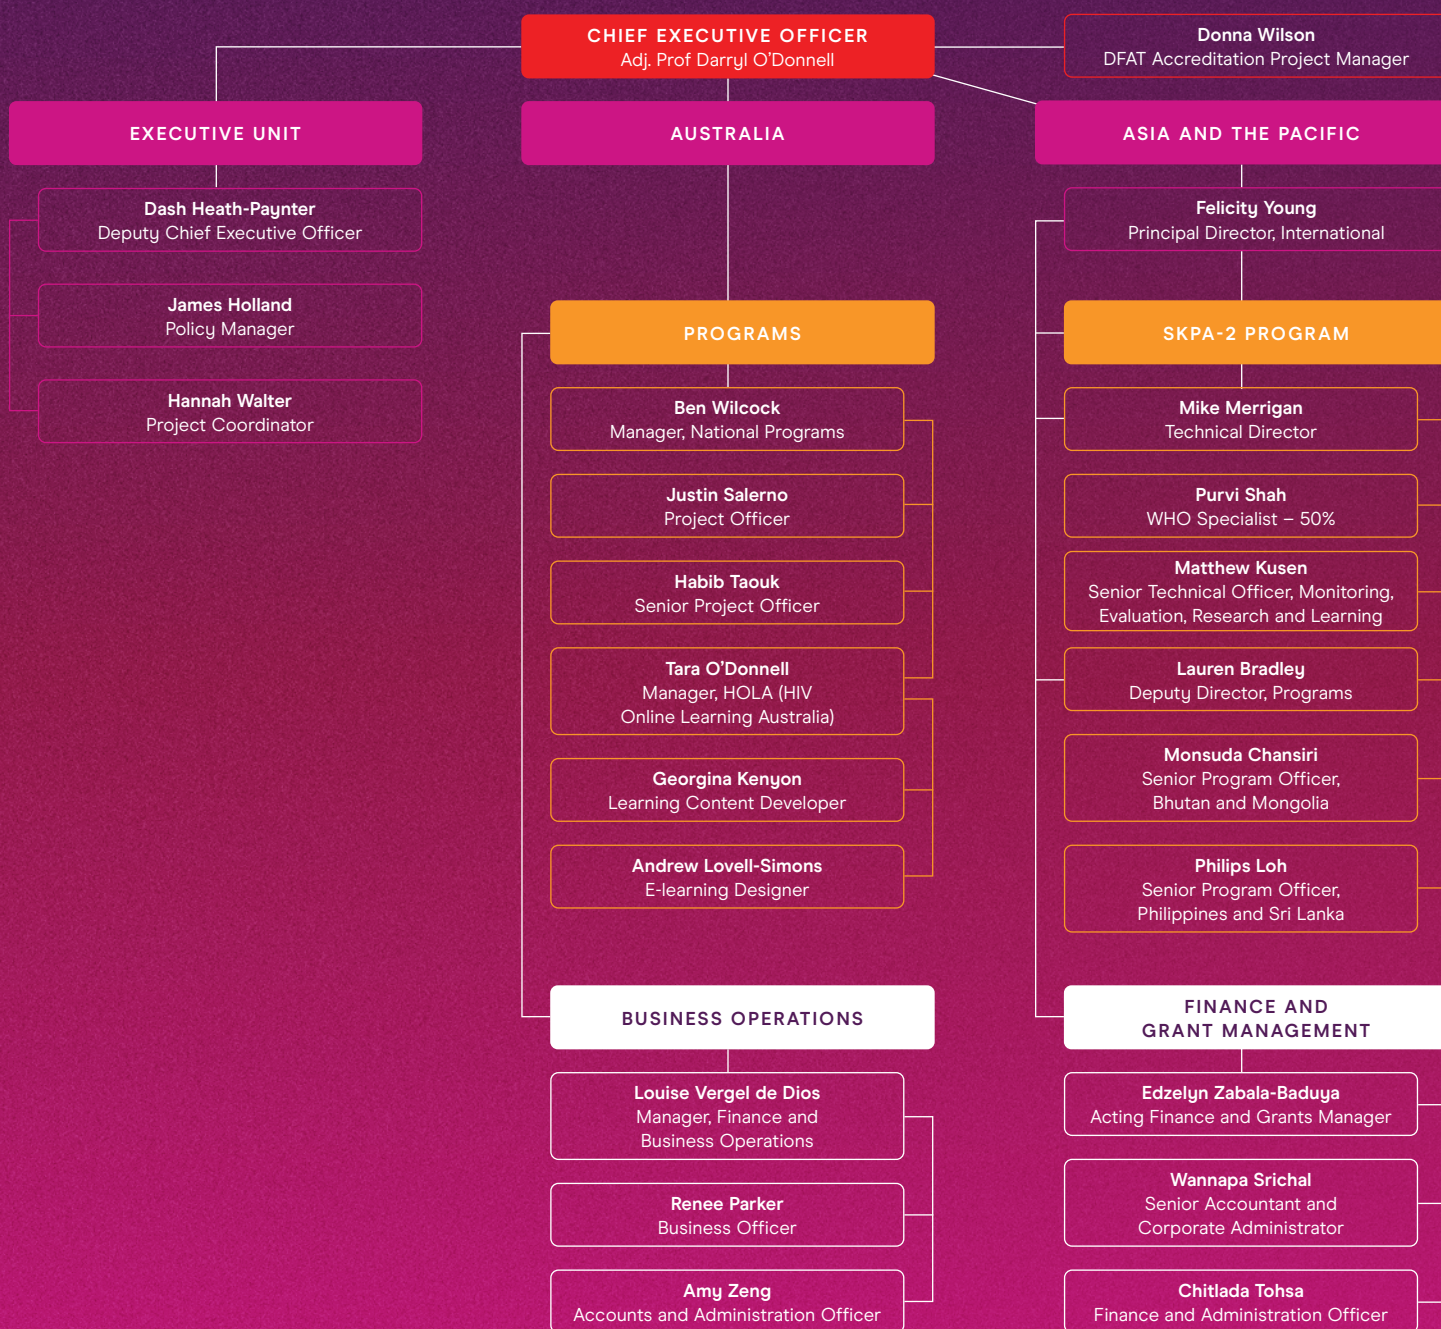 CHIEF EXECUTIVE OFFICER
Adj. Prof Darryl O'Donnell
Donna Wilson
DFAT Accreditation Project Manager
EXECUTIVE UNIT
Dash Heath-Paynter
Deputy Chief Executive Officer
James Holland
Policy Manager
Hannah Walter
Project Coordinator
AUSTRALIA
PROGRAMS
Ben Wilcock
Manager, National Programs
Justin Salerno
Project Officer
Habib Taouk
Senior Project Officer
Tara O'Donnell
Manager, HOLA (HIV
Online Learning Australia)
Georgina Kenyon
Learning Content Developer
Andrew Lovell-Simons
E-learning Designer
BUSINESS OPERATIONS
Louise Vergel de Dios
Manager, Finance and
Business Operations
Renee Parker
Business Officer
Amy Zeng
Accounts and Administration Officer
ASIA AND THE PACIFIC
Felicity Young
Principal Director, International
SKPA-2 PROGRAM
Mike Merrigan
Technical Director
Purvi Shah
WHO Specialist – 50%
Matthew Kusen
Senior Technical Officer, Monitoring,
Evaluation, Research and Learning
Lauren Bradley
Deputy Director, Programs
Monsuda Chansiri
Senior Program Officer,
Bhutan and Mongolia
Philips Loh
Senior Program Officer,
Philippines and Sri Lanka
FINANCE AND
GRANT MANAGEMENT
Edzelyn Zabala-Baduya
Acting Finance and Grants Manager
Wannapa Srichal
Senior Accountant and
Corporate Administrator
Chitlada Tohsa
Finance and Administration Officer